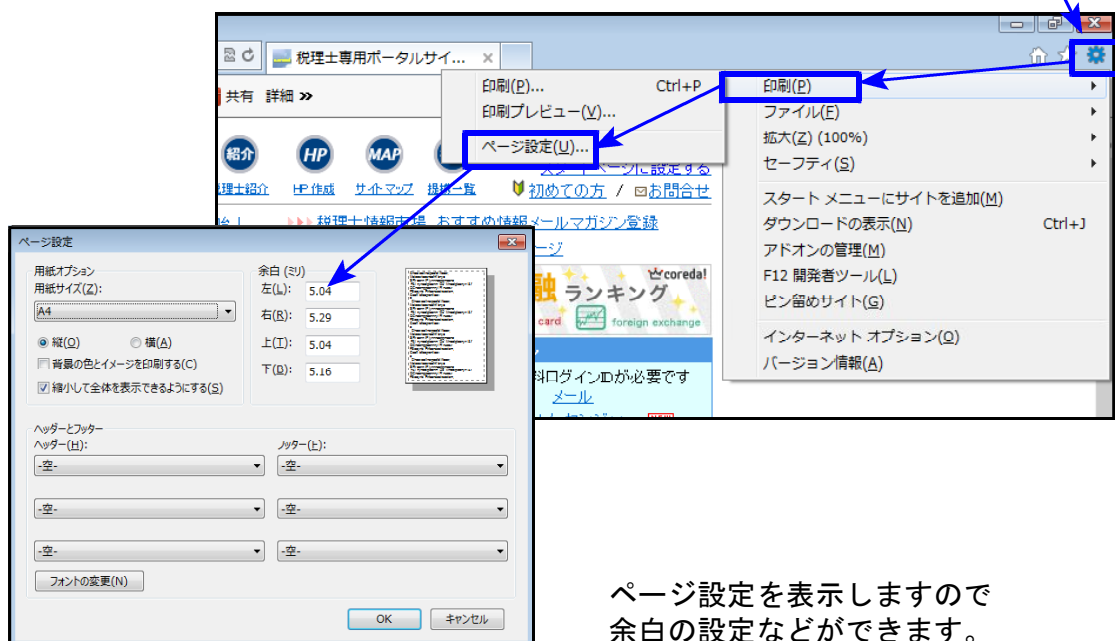 税理士専用ポータルサイ...
共有 詳細
印刷(P)... Ctrl+P
印刷プレビュー(V)...
ページ設定(U)...
印刷(P)
ファイル(F)
拡大(Z) (100%)
セーフティ(S)
スタート メニューにサイトを追加(M)
ダウンロードの表示(N) Ctrl+J
アドオンの管理(M)
F12 開発者ツール(L)
ピン留めサイト(G)
インターネット オプション(O)
バージョン情報(A)
紹介
HP
MAP
理士紹介 HP作成 サイトマップ 提携一覧
スタートページに設定する
初めての方 / お問合せ
税理士情報市場 おすすめ情報メールマガジン登録
ージ
coreda!
融 ランキング
card foreign exchange
料ログインIDが必要です
メール
ページ設定
用紙オプション
用紙サイズ(Z):
A4
縦(O) 横(A)
背景の色とイメージを印刷する(C)
縮小して全体を表示できるようにする(S)
余白 (ミリ)
左(L): 5.04
右(R): 5.29
上(T): 5.04
下(B): 5.16
ヘッダーとフッター
ヘッダー(H): フッター(F):
-空- -空-
-空- -空-
-空- -空-
フォントの変更(N)
OK キャンセル
ページ設定を表示しますので
余白の設定などができます。